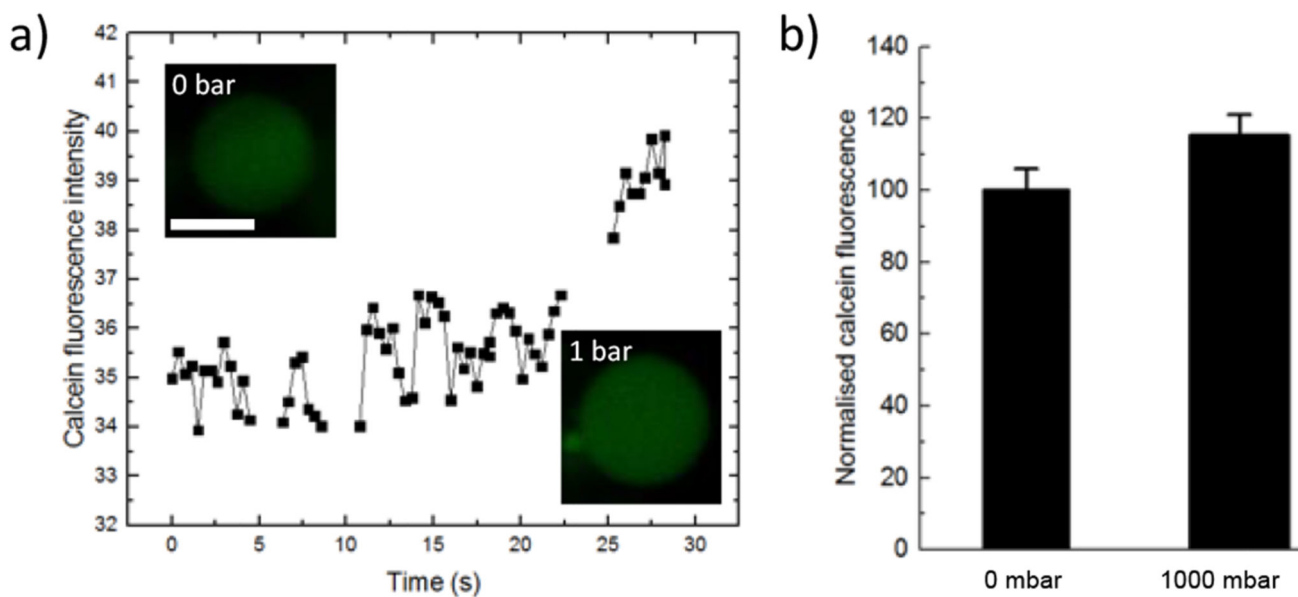 a)
42
41
40
39
38
37
36
35
34
33
32
Calcein fluorescence intensity
0 bar
1 bar
0
5
10
15
20
25
30
Time (s)
b)
140
120
100
80
60
40
20
0
Normalised calcein fluorescence
0 mbar
1000 mbar